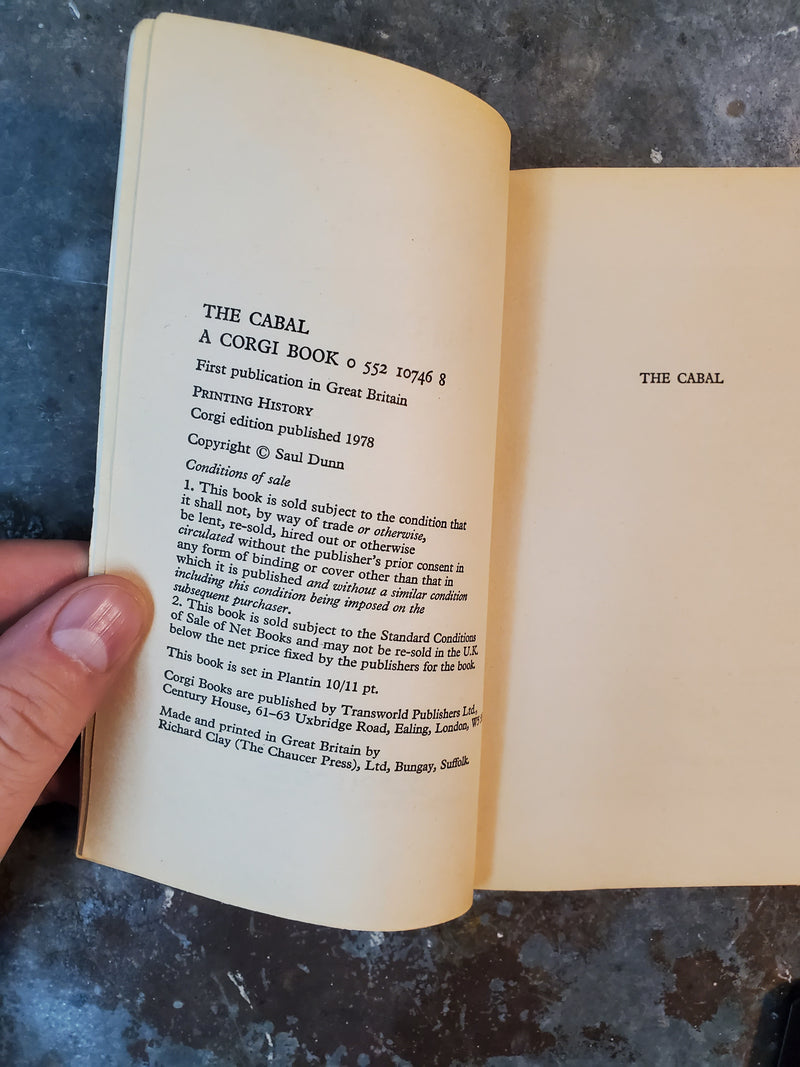 THE CABAL
A CORGI BOOK 0 552 10746 8
First publication in Great Britain
PRINTING HISTORY
Corgi edition published 1978
Copyright © Saul Dunn
Conditions of sale
1. This book is sold subject to the condition that
it shall not, by way of trade or otherwise,
be lent, re-sold, hired out or otherwise
circulated without the publisher's prior consent in
any form of binding or cover other than that in
which it is published and without a similar condition
including this condition being imposed on the
subsequent purchaser.
2. This book is sold subject to the Standard Conditions
of Sale of Net Books and may not be re-sold in the U.K.
below the net price fixed by the publishers for the book.
This book is set in Plantin 10/11 pt.
Corgi Books are published by Transworld Publishers Ltd.,
Century House, 61–63 Uxbridge Road, Ealing, London,
Made and printed in Great Britain by
Richard Clay (The Chaucer Press), Ltd, Bungay, Suffolk.
THE CABAL